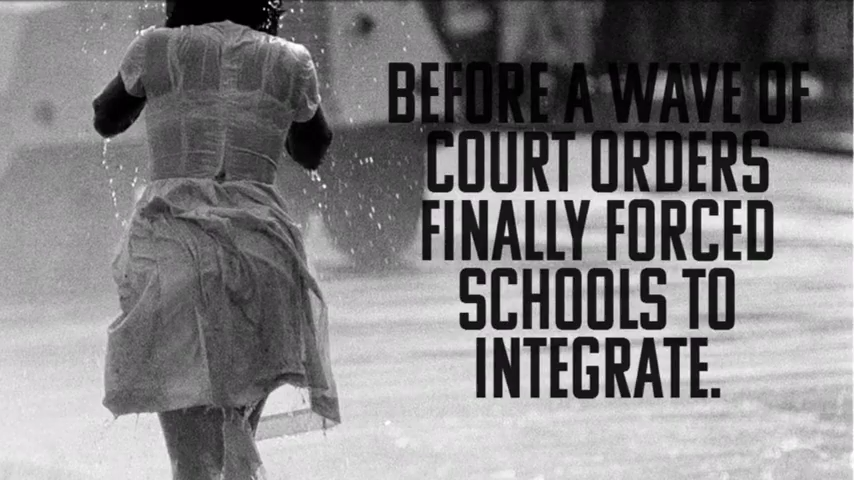 BEFORE A WAVE OF
COURT ORDERS
FINALLY FORCED
SCHOOLS TO
INTEGRATE.